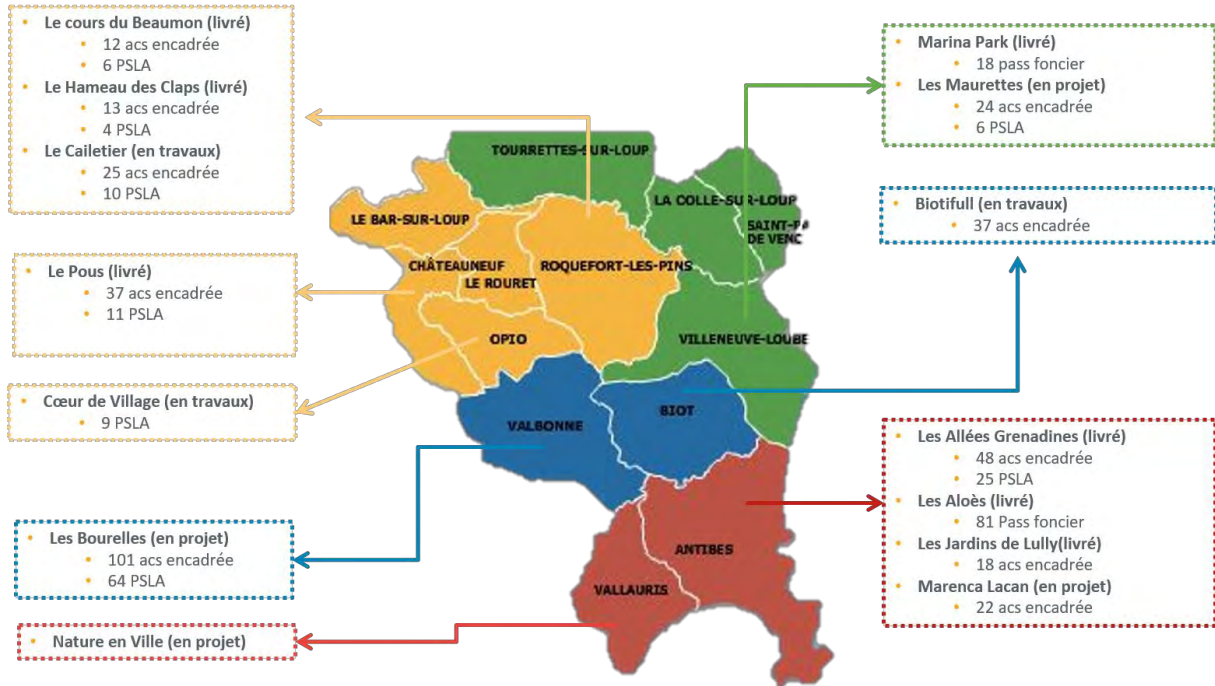 Le cours du Beaumon (livré)
12 acs encadrée
6 PSLA
Le Hameau des Claps (livré)
13 acs encadrée
4 PSLA
Le Cailetier (en travaux)
25 acs encadrée
10 PSLA
Le Pous (livré)
37 acs encadrée
11 PSLA
Cœur de Village (en travaux)
9 PSLA
Les Bourelles (en projet)
101 acs encadrée
64 PSLA
Nature en Ville (en projet)
TOURRETTES-SUR-LOUP
LE BAR-SUR-LOUP
LA COLLE-SUR-LOUP
SAINT-PA
DE VENC
CHÂTEAUNEUF
LE ROURET
ROQUEFORT-LES-PINS
OPIO
VILLENEUVE-LOUBE
VALBONNE
BIOT
ANTIBES
VALLAURIS
Marina Park (livré)
18 pass foncier
Les Maurettes (en projet)
24 acs encadrée
6 PSLA
Biotifull (en travaux)
37 acs encadrée
Les Allées Grenadines (livré)
48 acs encadrée
25 PSLA
Les Aloès (livré)
81 Pass foncier
Les Jardins de Lully(livré)
18 acs encadrée
Marenca Lacan (en projet)
22 acs encadrée